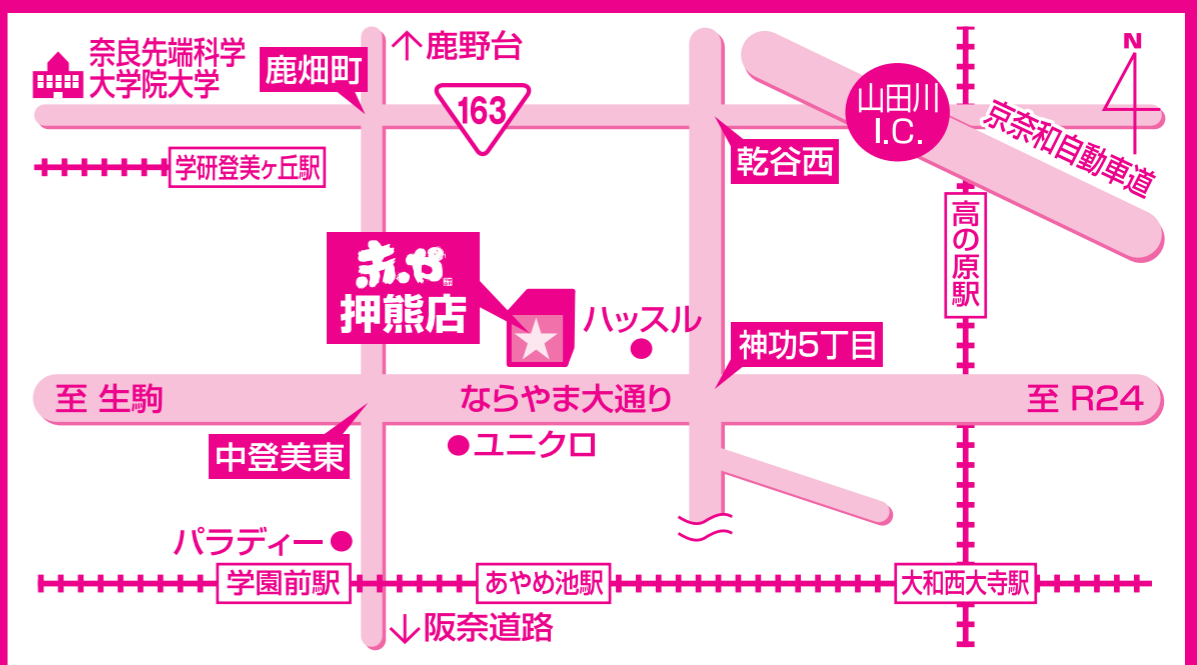 奈良先端科学
大学院大学
鹿畑町
↑鹿野台
163
山田川
I.C.
N
京奈和自動車道
学研登美ヶ丘駅
乾谷西
高の原駅
赤や
押熊店
ハッスル
神功5丁目
至 生駒
ならやま大通り
至 R24
中登美東
ユニクロ
パラディー
学園前駅
あやめ池駅
大和西大寺駅
↓阪奈道路